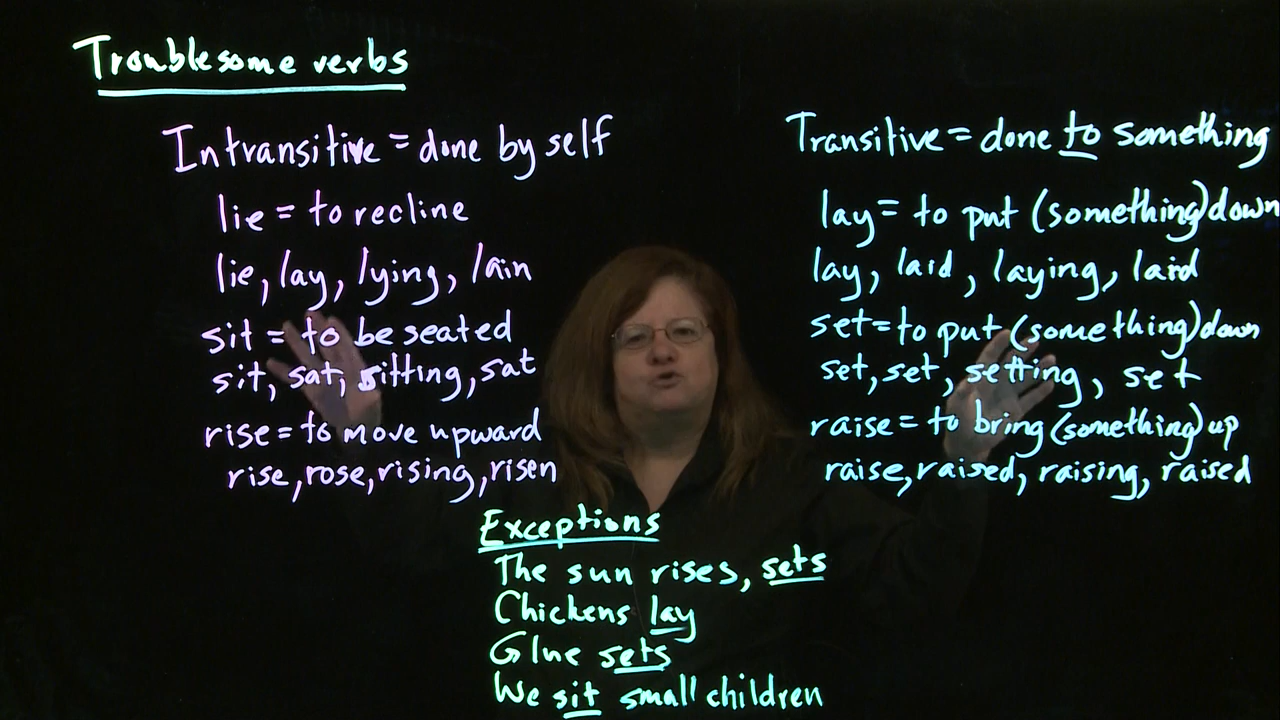 Troublesome verbs
Intransitive = done by self
lie = to recline
lie, lay, lying, lain
sit = to be seated
sit, sat, sitting, sat
rise = to move upward
rise, rose, rising, risen
Transitive = done to something
lay = to put (something) down
lay, laid, laying, laid
set = to put (something) down
set, set, setting, set
raise = to bring (something) up
raise, raised, raising, raised
Exceptions
The sun rises, sets
Chickens lay
Glue sets
We sit small children